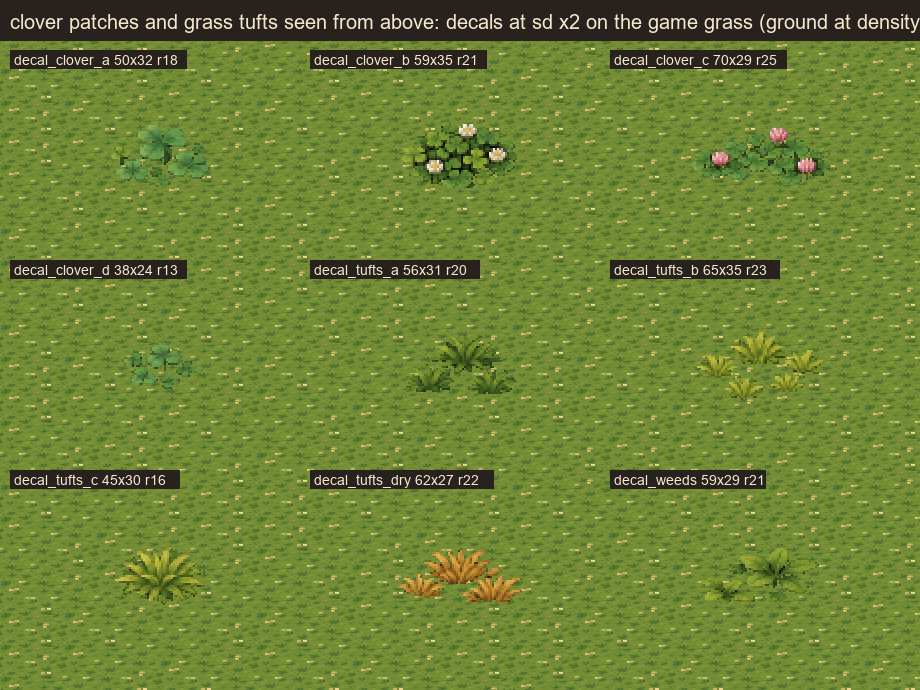 clover patches and grass tufts seen from above: decals at sd x2 on the game grass (ground at density
decal_clover_a 50x32 r18
decal_clover_b 59x35 r21
decal_clover_c 70x29 r25
decal_clover_d 38x24 r13
decal_tufts_a 56x31 r20
decal_tufts_b 65x35 r23
decal_tufts_c 45x30 r16
decal_tufts_dry 62x27 r22
decal_weeds 59x29 r21